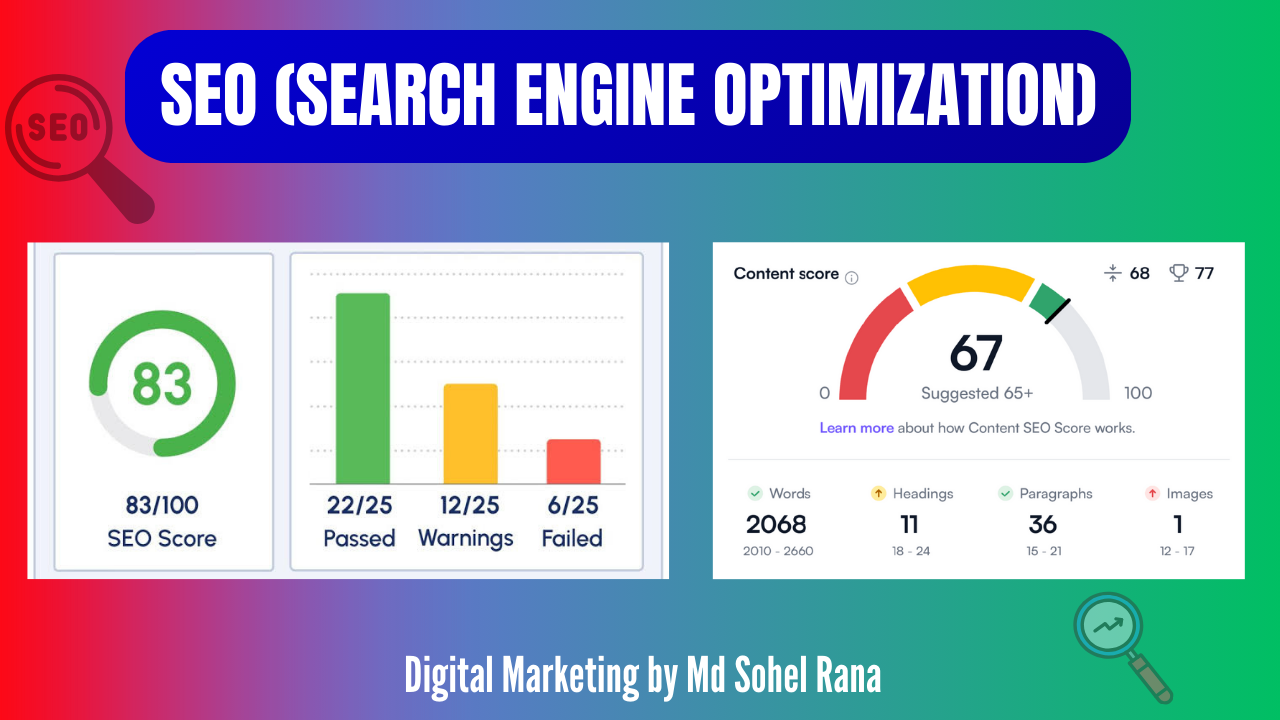 SEO (SEARCH ENGINE OPTIMIZATION)
SEO
83
83/100
SEO Score
22/25 12/25 6/25
Passed Warnings Failed
Content score 68 77
67
0 Suggested 65+ 100
Learn more about how Content SEO Score works.
Words Headings Paragraphs Images
2068 11 36 1
2010 - 2660 18 - 24 15 - 21 12 - 17
Digital Marketing by Md Sohel Rana